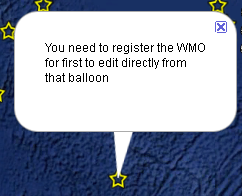 You need to register the WMO
for first to edit directly from
that balloon